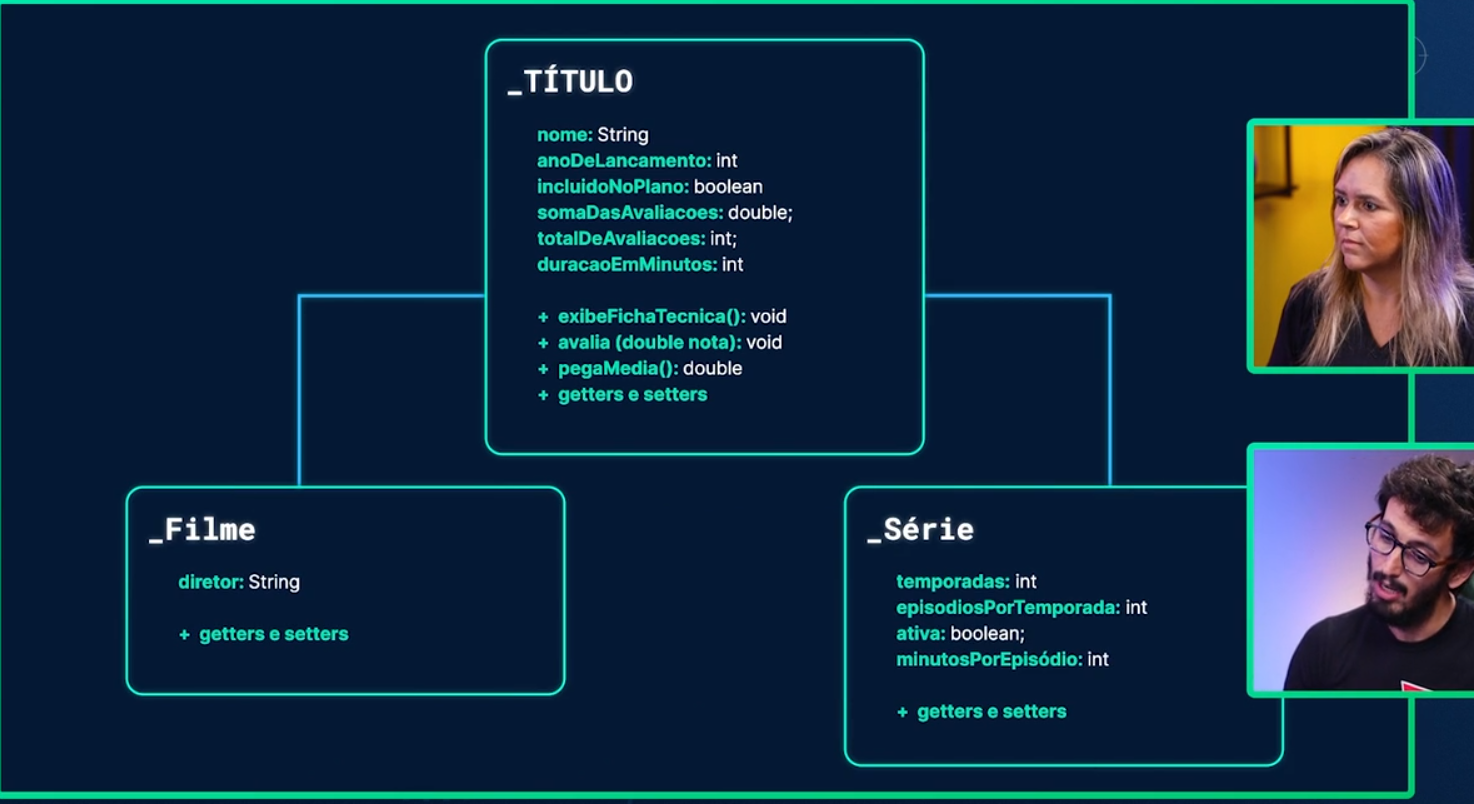 _TÍTULO
nome: String
anoDeLancamento: int
incluidoNoPlano: boolean
somaDasAvaliacoes: double;
totalDeAvaliacoes: int;
duracaoEmMinutos: int
+ exibeFichaTecnica(): void
+ avalia (double nota): void
+ pegaMedia(): double
+ getters e setters
_Filme
diretor: String
+ getters e setters
_Série
temporadas: int
episodiosPorTemporada: int
ativa: boolean;
minutosPorEpisódio: int
+ getters e setters